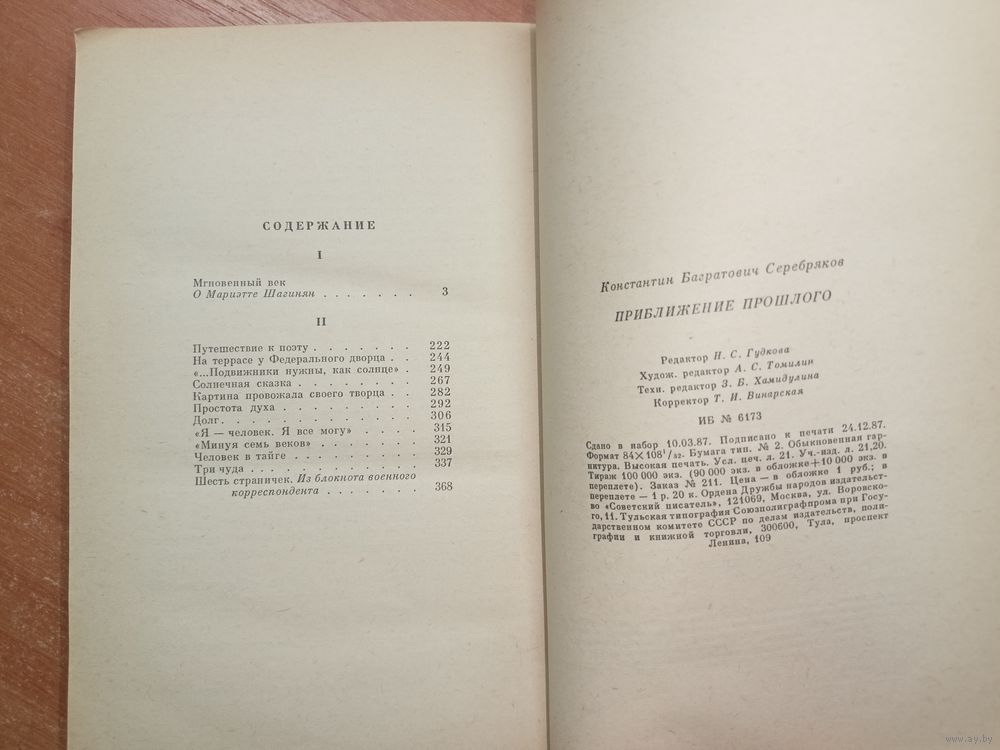 СОДЕРЖАНИЕ
I
Мгновенный век
О Мариэтте Шагинян . . . . . . . 3
II
Путешествие к поэту . . . . . . . 222
На террасе у Федерального дворца . . 244
«...Подвижники нужны, как солнце» . 249
Солнечная сказка . . . . . . . . 267
Картина провожала своего творца . . 282
Простота духа . . . . . . . . . 292
Долг. . . . . . . . . . . . . 306
«Я — человек. Я все могу» . . . . . 315
«Минуя семь веков» . . . . . . . 321
Человек в тайге . . . . . . . . 329
Три чуда . . . . . . . . . . . 337
Шесть страничек. Из блокнота военного
корреспондента . . . . . . . 368
Константин Багратович Серебряков
ПРИБЛИЖЕНИЕ ПРОШЛОГО
Редактор Н. С. Гудкова
Худож. редактор А. С. Томилин
Техн. редактор З. Б. Хамидулина
Корректор Т. И. Винарская
ИБ № 6173
Сдано в набор 10.03.87. Подписано к печати 24.12.87.
Формат 84×108¹/₃₂. Бумага тип. № 2. Обыкновенная гар-
нитура. Высокая печать. Усл. печ. л. 21. Уч.-изд. л. 21,20.
Тираж 100 000 экз. (90 000 экз. в обложке+10 000 экз. в
переплете). Заказ № 211. Цена — в обложке 1 руб.; в
переплете — 1 р. 20 к. Ордена Дружбы народов издательст-
во «Советский писатель», 121069, Москва, ул. Воровско-
го, 11. Тульская типография Союзполиграфпрома при Госу-
дарственном комитете СССР по делам издательств, поли-
графии и книжной торговли, 300600, Тула, проспект
Ленина, 109
www.ay.by